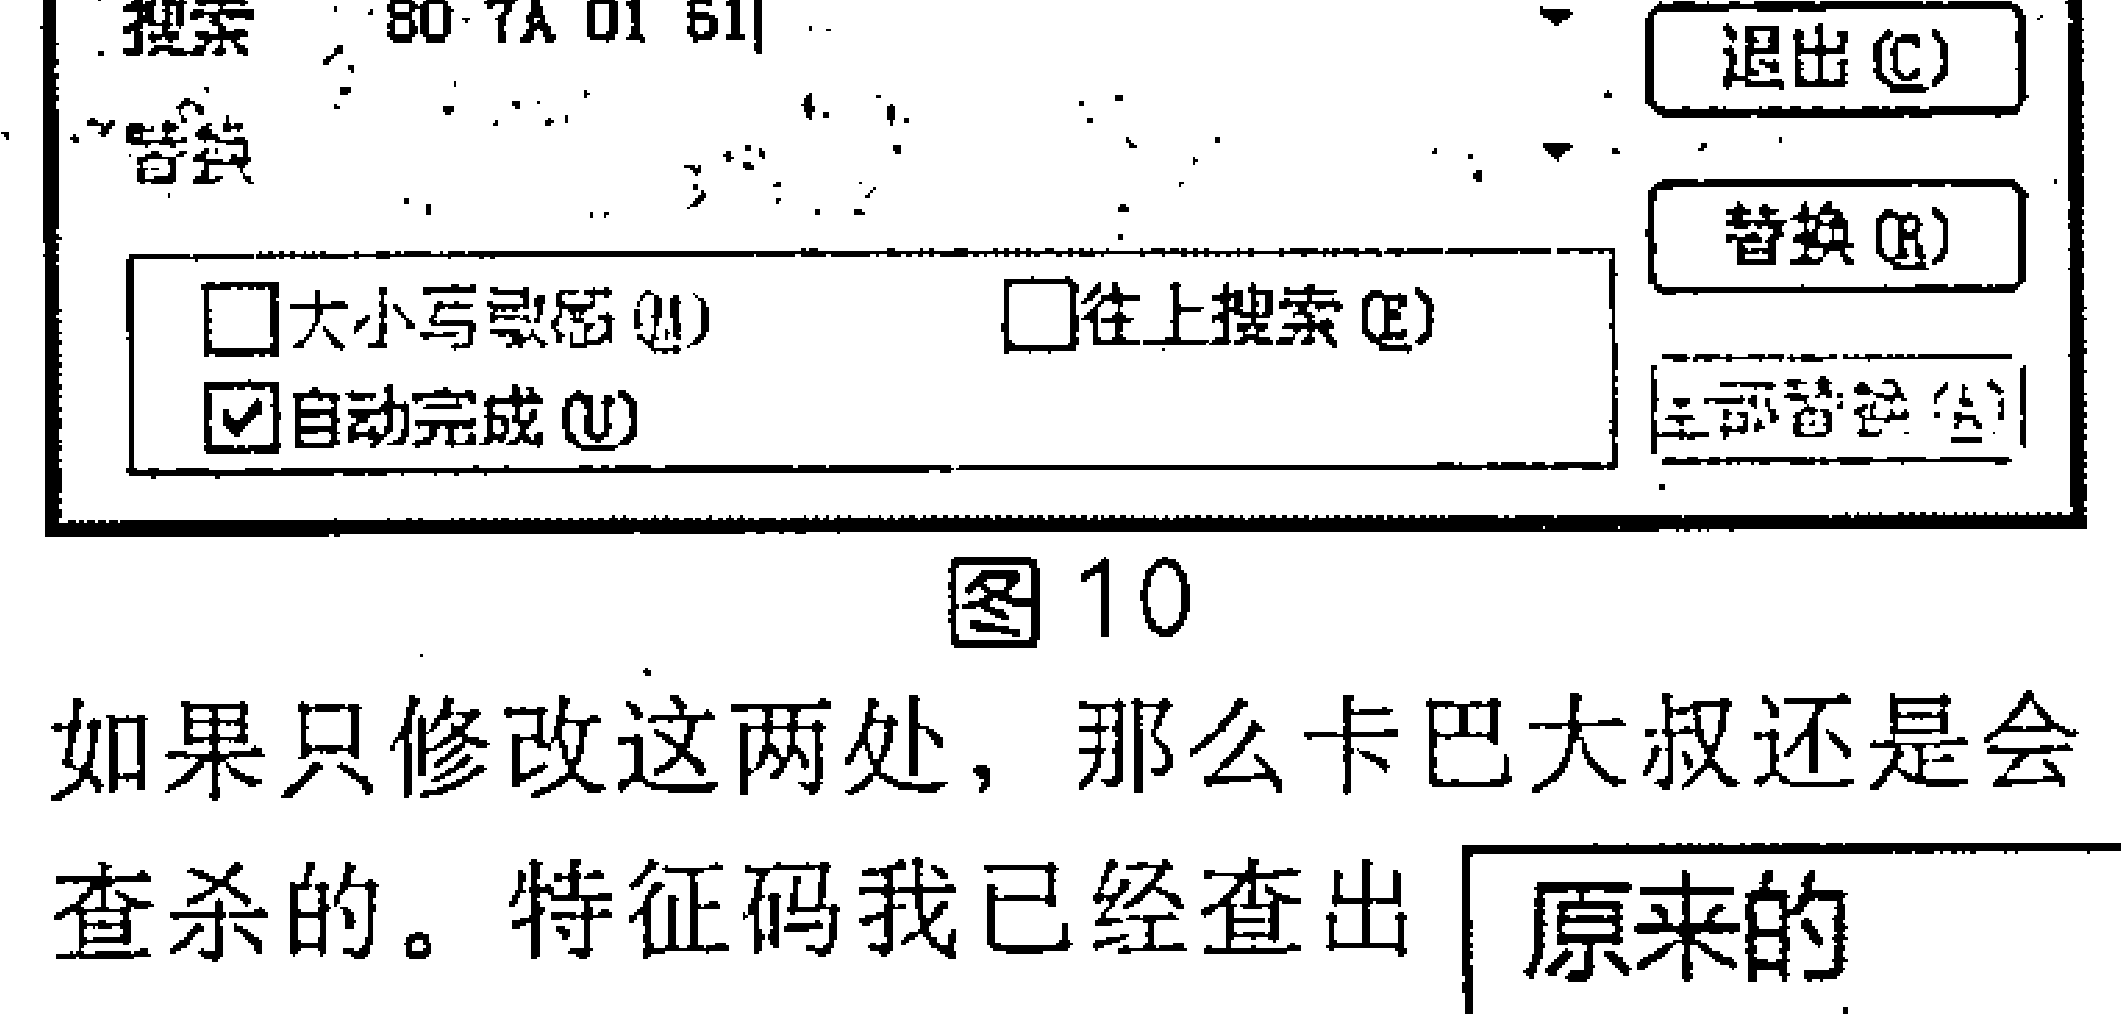 搜索 80 7A 01 61
退出(C)
替换
替换(R)
大小写敏感(M) 往上搜索(E)
全部替换(A)
自动完成(U)
图 10
如果只修改这两处，那么卡巴大叔还是会
查杀的。特征码我已经查出
原来的